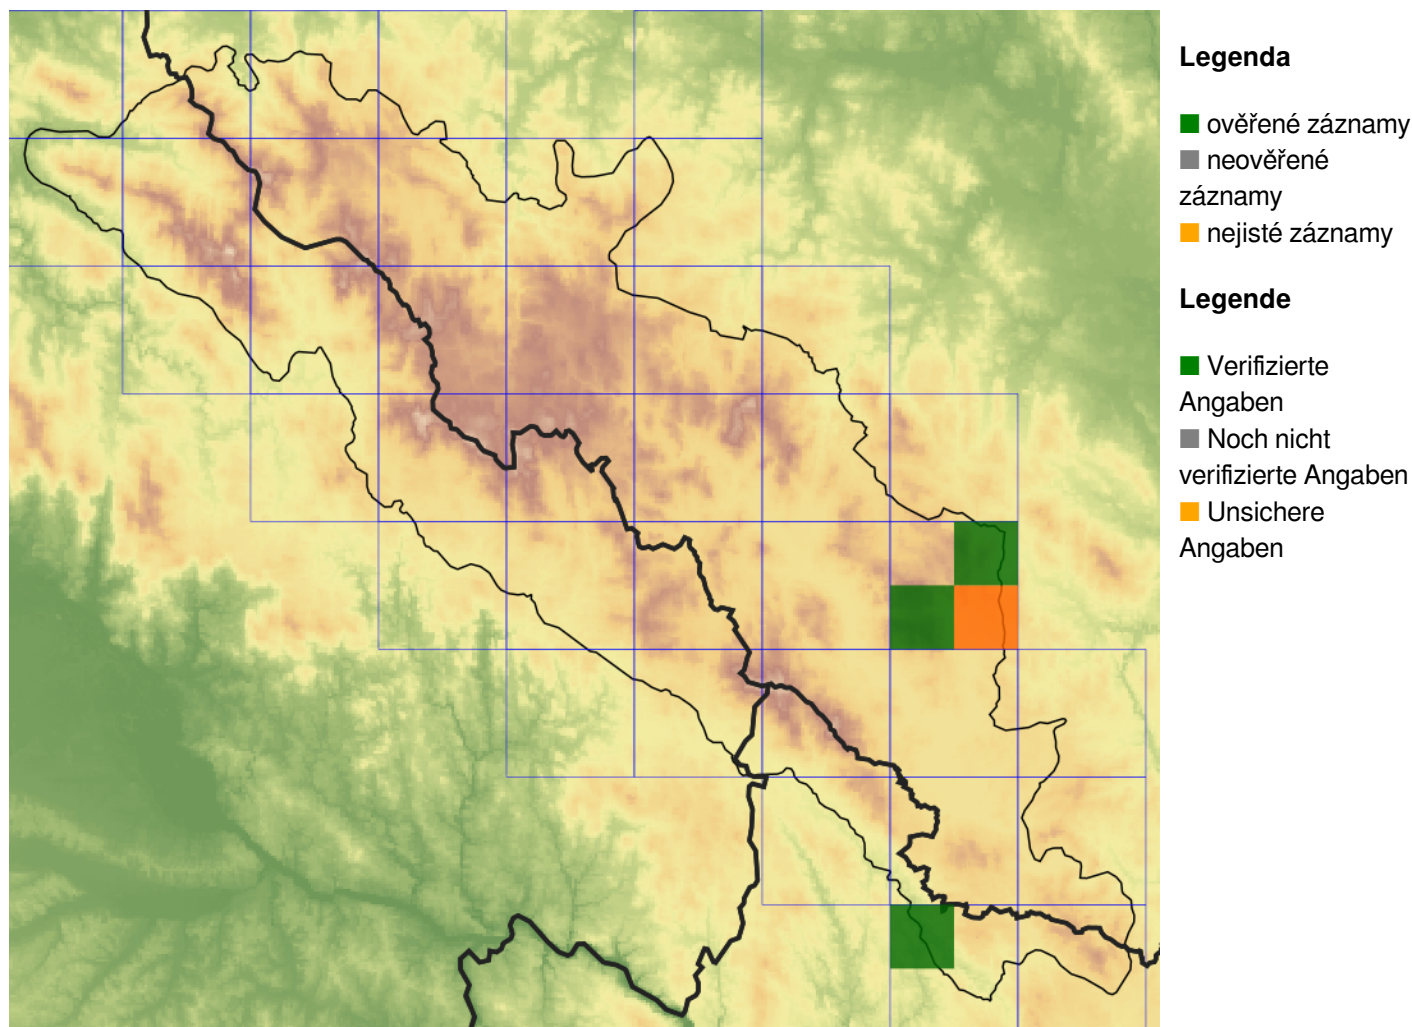 Legenda
ověřené záznamy
neověřené
záznamy
nejisté záznamy
Legende
Verifizierte
Angaben
Noch nicht
verifizierte Angaben
Unsichere
Angaben